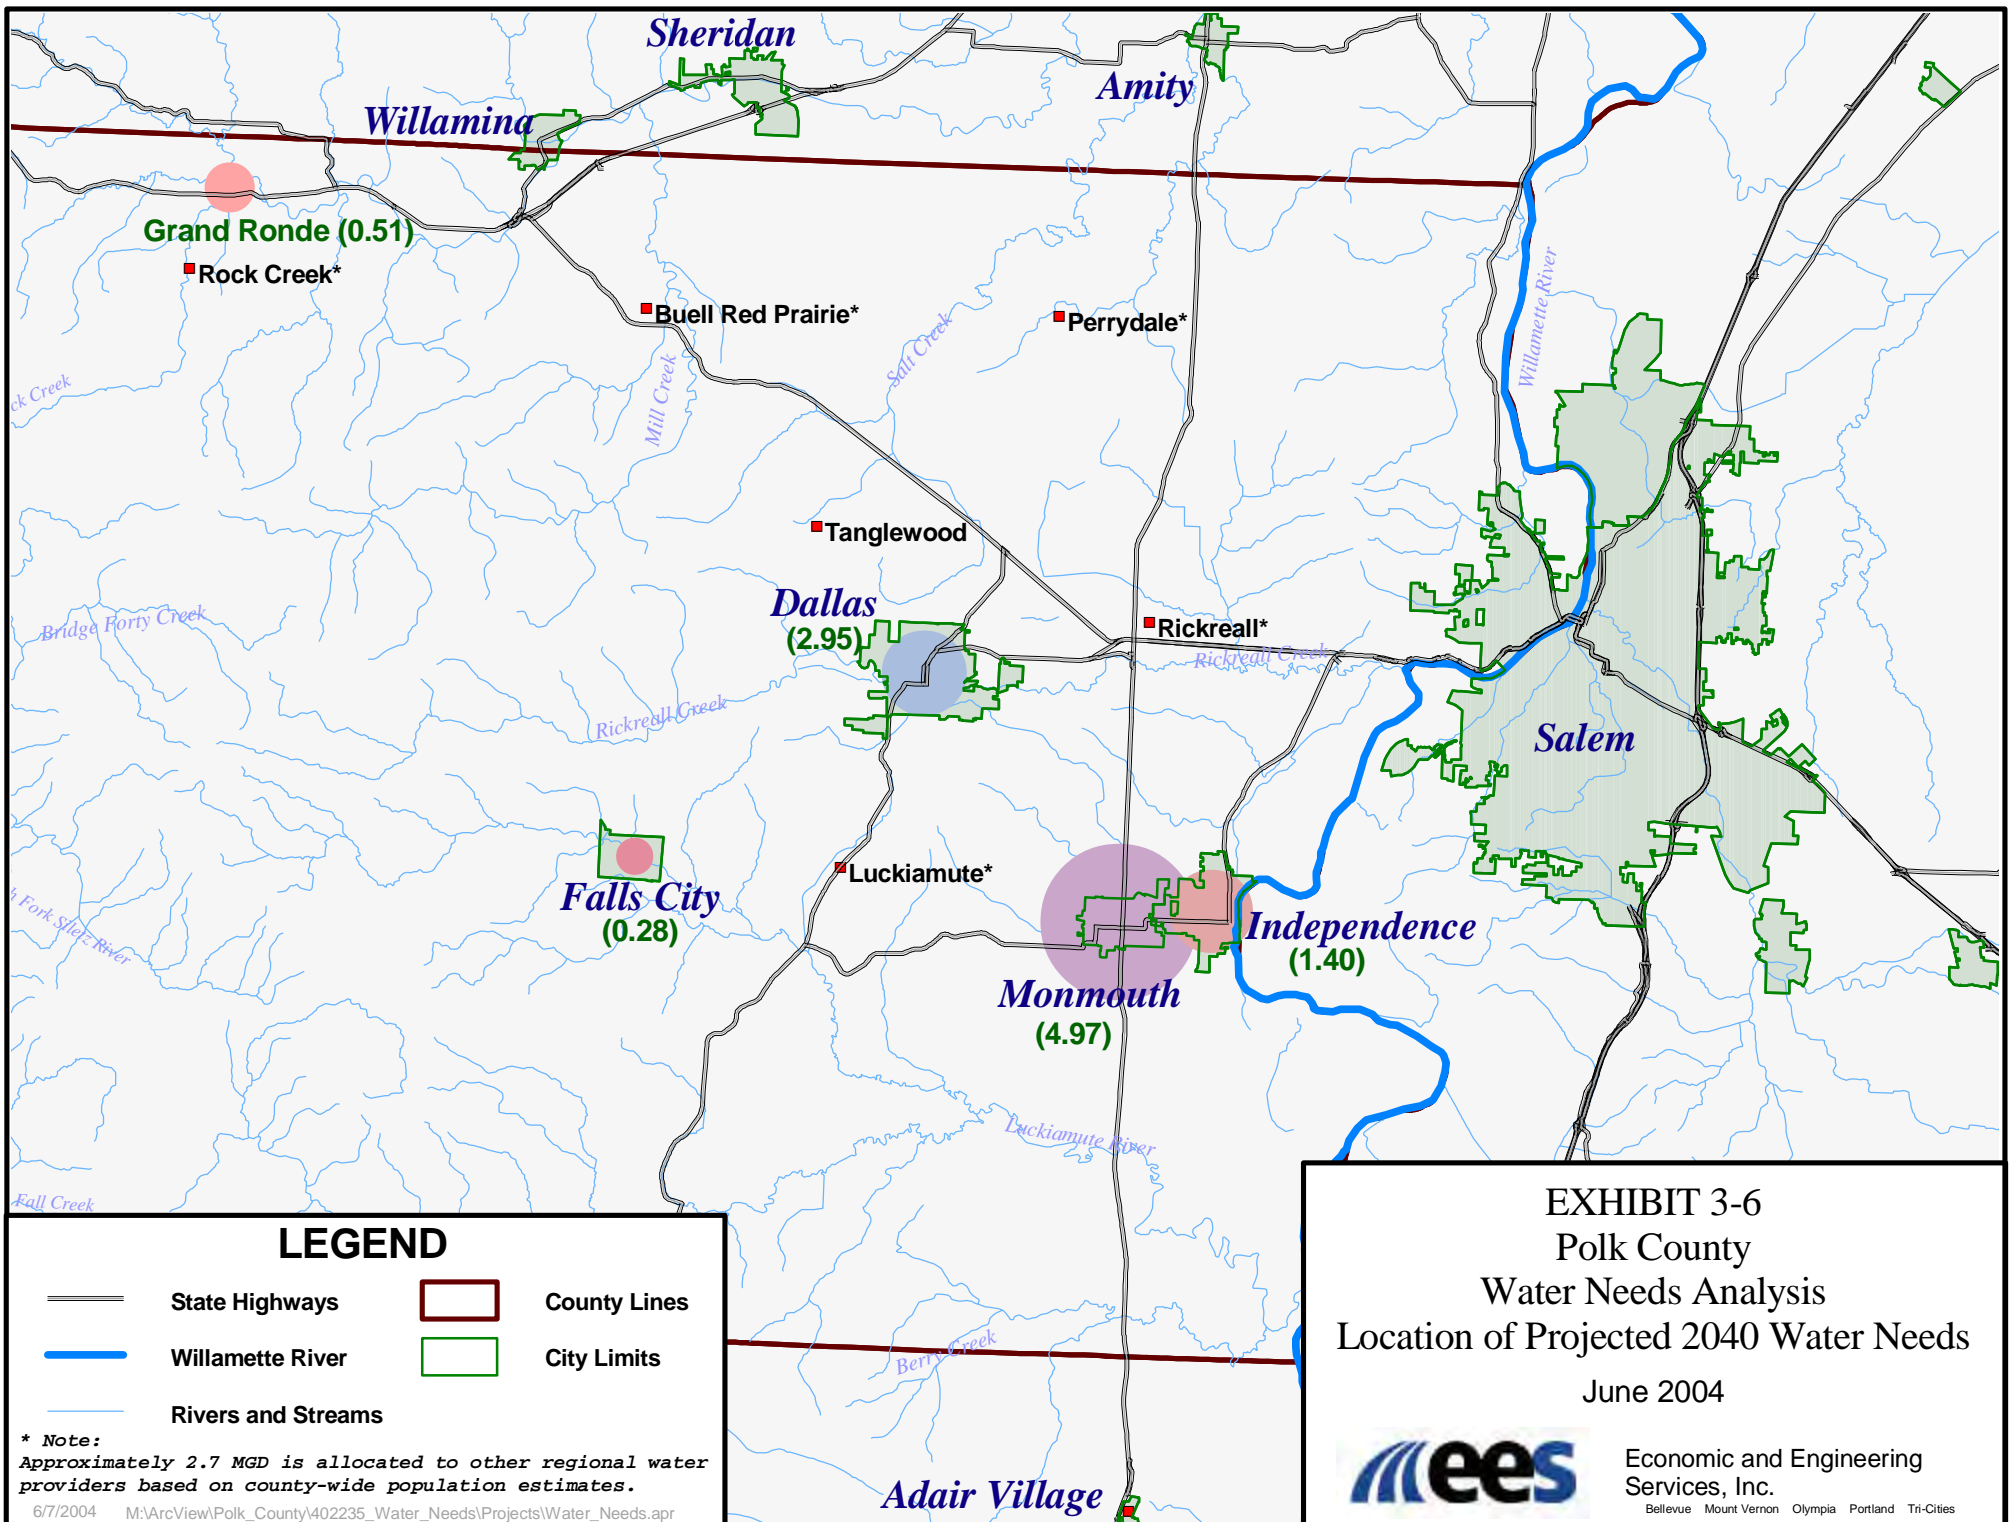 Sheridan
Amity
Willamina
Grand Ronde (0.51)
Rock Creek*
Buell Red Prairie*
Perrydale*
Willamette River
Salt Creek
Mill Creek
ck Creek
Tanglewood
Dallas
(2.95)
Bridge Forty Creek
Rickreall*
Rickreall Creek
Rickreall Creek
Salem
Luckiamute*
Falls City
(0.28)
h Fork Siletz River
Independence
(1.40)
Monmouth
(4.97)
Luckiamute River
Fall Creek
Berry Creek
Adair Village
LEGEND
State Highways
County Lines
Willamette River
City Limits
Rivers and Streams
* Note:
Approximately 2.7 MGD is allocated to other regional water
providers based on county-wide population estimates.
6/7/2004 M:\ArcView\Polk_County\402235_Water_Needs\Projects\Water_Needs.apr
EXHIBIT 3-6
Polk County
Water Needs Analysis
Location of Projected 2040 Water Needs
June 2004
ees
Economic and Engineering
Services, Inc.
Bellevue Mount Vernon Olympia Portland Tri-Cities